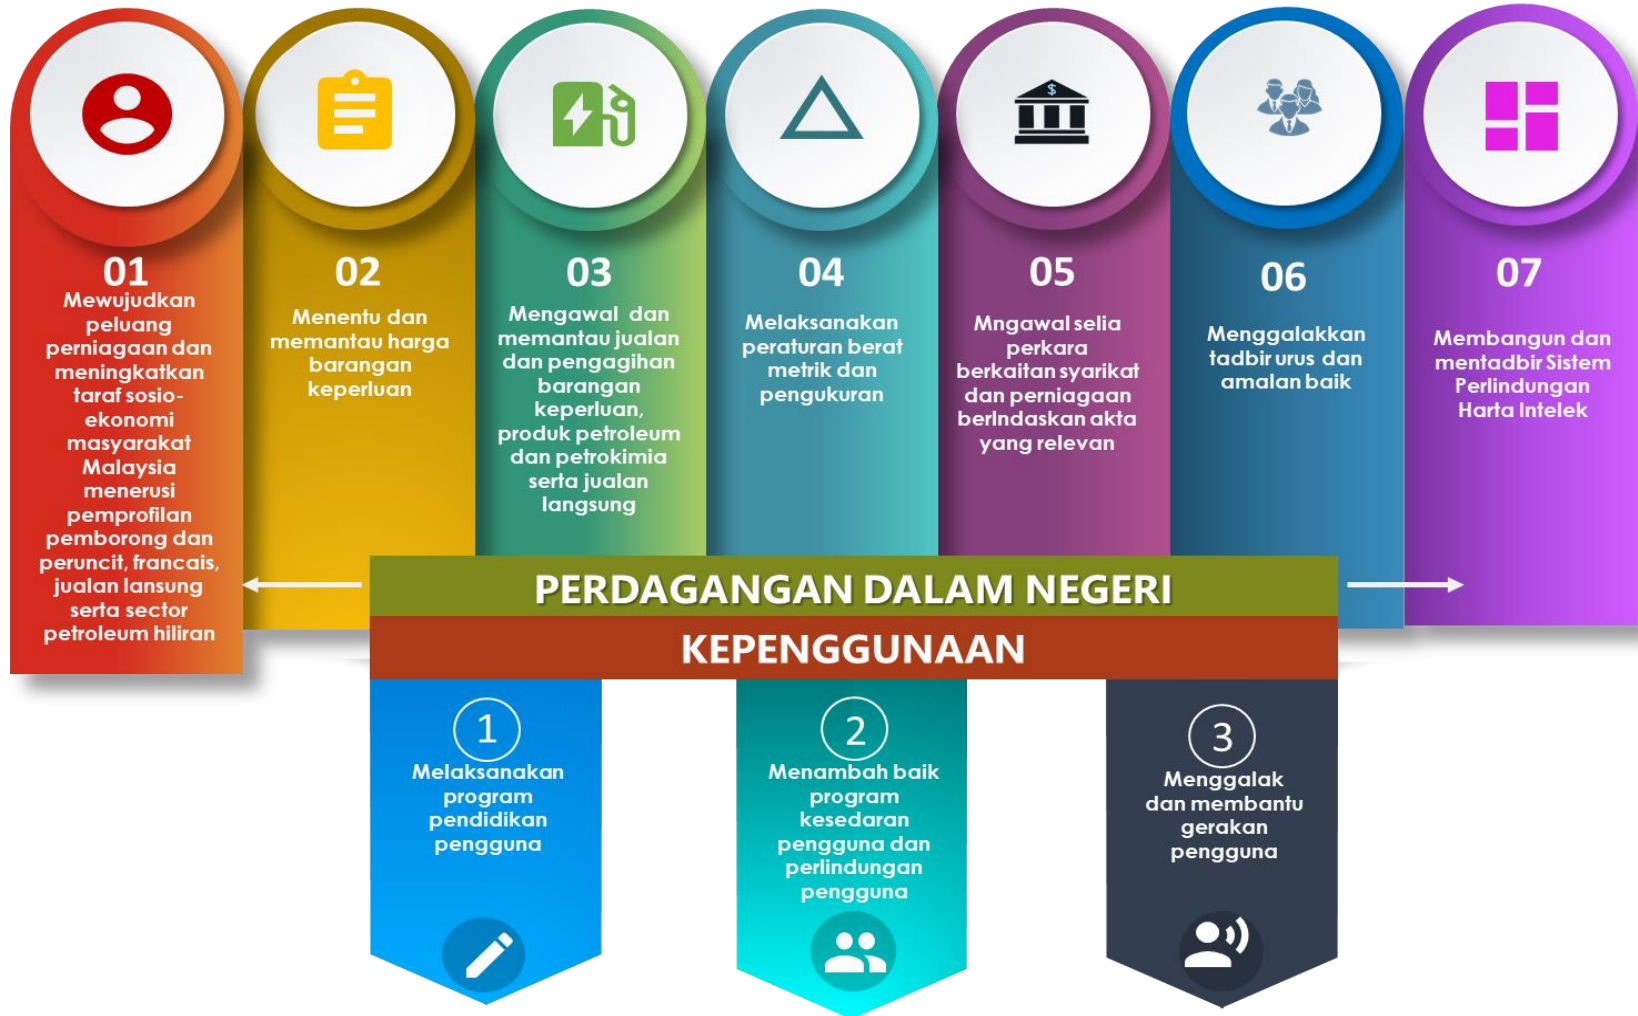 01
Mewujudkan
peluang
perniagaan dan
meningkatkan
taraf sosio-
ekonomi
masyarakat
Malaysia
menerusi
pemprofilan
pemborong dan
peruncit, francais,
jualan lansung
serta sector
petroleum hiliran
02
Menentu dan
memantau harga
barangan
keperluan
03
Mengawal dan
memantau jualan
dan pengagihan
barangan
keperluan,
produk petroleum
dan petrokimia
serta jualan
langsung
04
Melaksanakan
peraturan berat
metrik dan
pengukuran
$
05
Mngawal selia
perkara
berkaitan syarikat
dan perniagaan
berlndaskan akta
yang relevan
06
Menggalakkan
tadbir urus dan
amalan baik
07
Membangun dan
mentadbir Sistem
Perlindungan
Harta Intelek
PERDAGANGAN DALAM NEGERI
KEPENGGUNAAN
1
Melaksanakan
program
pendidikan
pengguna
2
Menambah baik
program
kesedaran
pengguna dan
perlindungan
pengguna
3
Menggalak
dan membantu
gerakan
pengguna